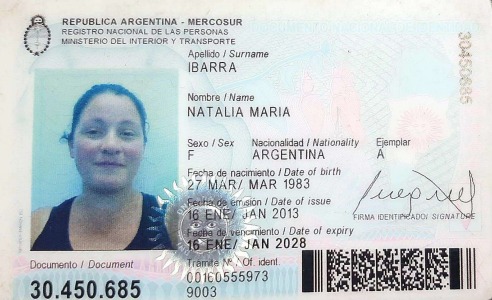 REPUBLICA ARGENTINA - MERCOSUR
REGISTRO NACIONAL DE LAS PERSONAS
MINISTERIO DEL INTERIOR Y TRANSPORTE
Apellido / Surname
IBARRA
Nombre / Name
NATALIA MARIA
Sexo / Sex Nacionalidad / Nationality Ejemplar
F ARGENTINA A
Fecha de nacimiento / Date of birth
27 MAR/ MAR 1983
Fecha de emisión / Date of issue
16 ENE/ JAN 2013
FIRMA IDENTIFICADO/ SIGNATURE
Fecha de vencimiento / Date of expiry
16 ENE/ JAN 2028
Documento / Document
30.450.685
Trámite N° / Of. ident.
00160555973
9003
30450685